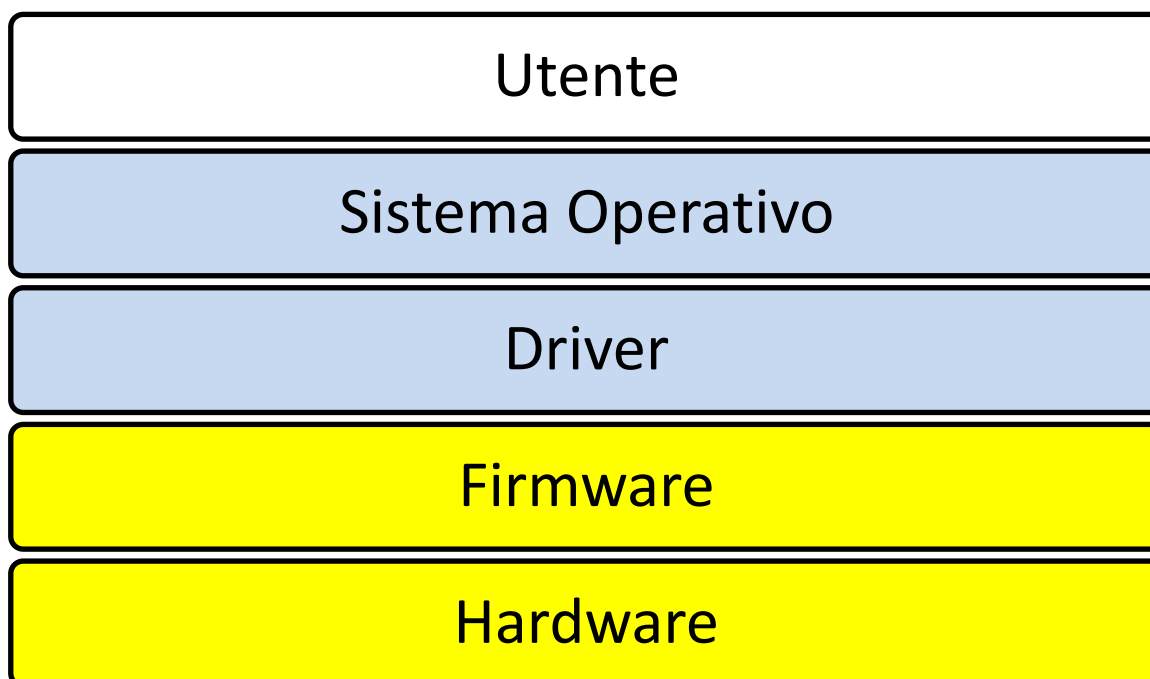 Utente
Sistema Operativo
Driver
Firmware
Hardware